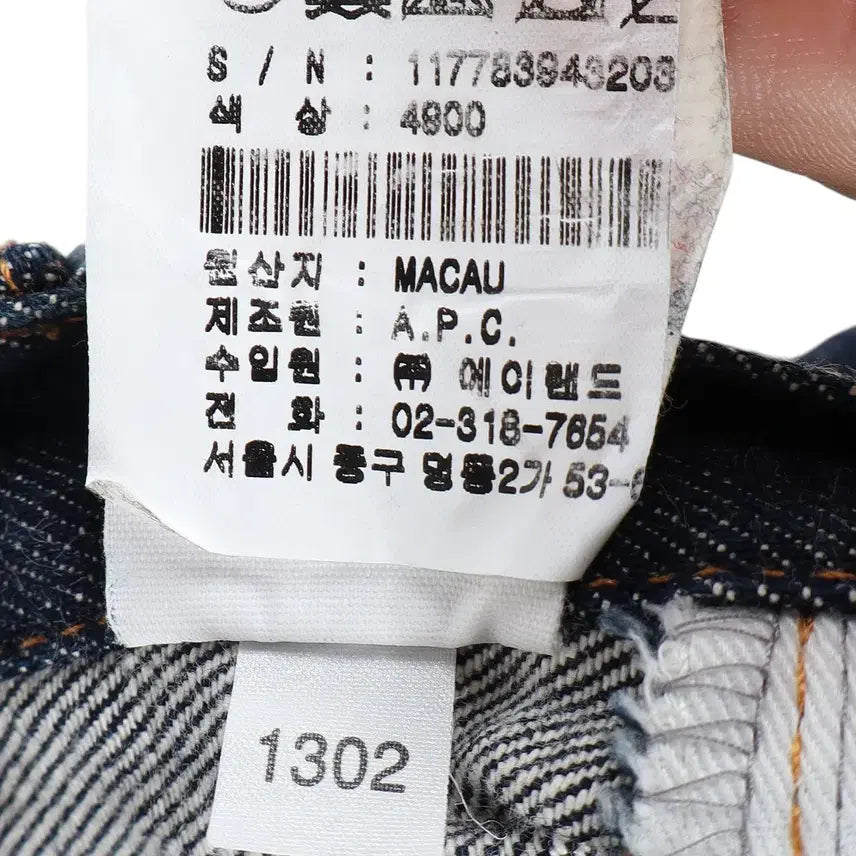 S / N : 117783943203
색 상 : 4800
원산지 : MACAU
제조원 : A.P.C.
수입원 : ㈜ 에이랜드
전 화 : 02-318-7654
서울시 중구 명동2가 53-
1302